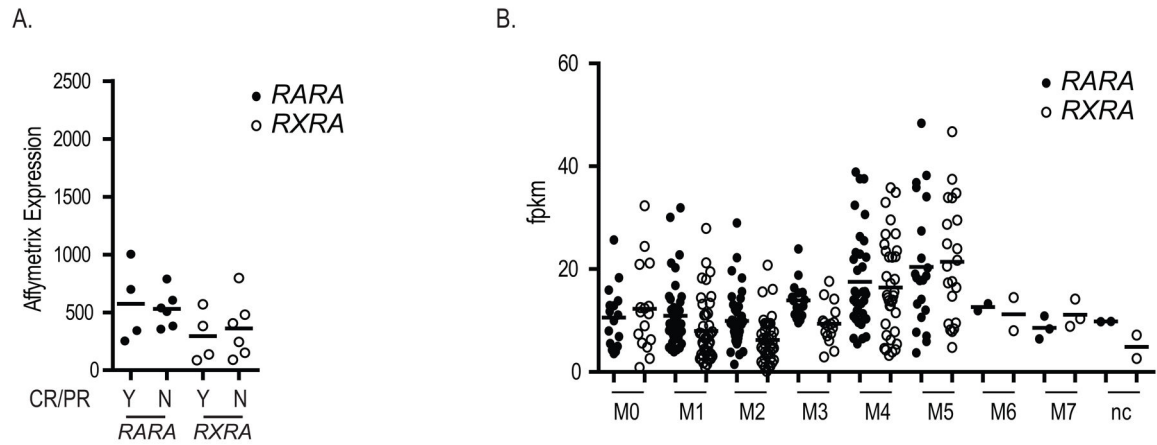 A.
Affymetrix Expression
2500
2000
1500
1000
500
0
RARA
RXRA
CR/PR Y N Y N
RARA RXRA
B.
fpkm
60
40
20
0
RARA
RXRA
M0 M1 M2 M3 M4 M5 M6 M7 nc